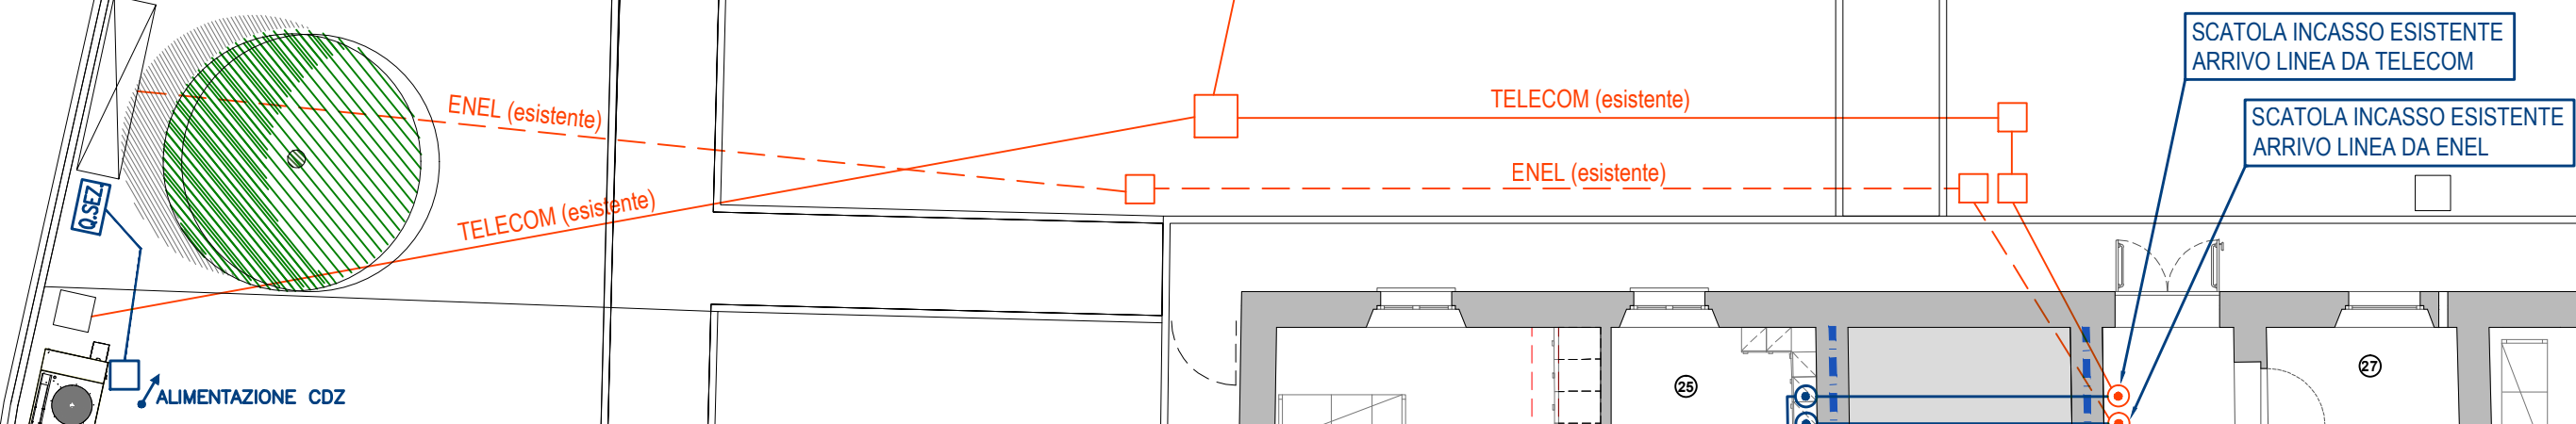 SCATOLA INCASSO ESISTENTE
ARRIVO LINEA DA TELECOM
SCATOLA INCASSO ESISTENTE
ARRIVO LINEA DA ENEL
ENEL (esistente)
TELECOM (esistente)
ENEL (esistente)
TELECOM (esistente)
Q.SEZ.
ALIMENTAZIONE CDZ
25
27